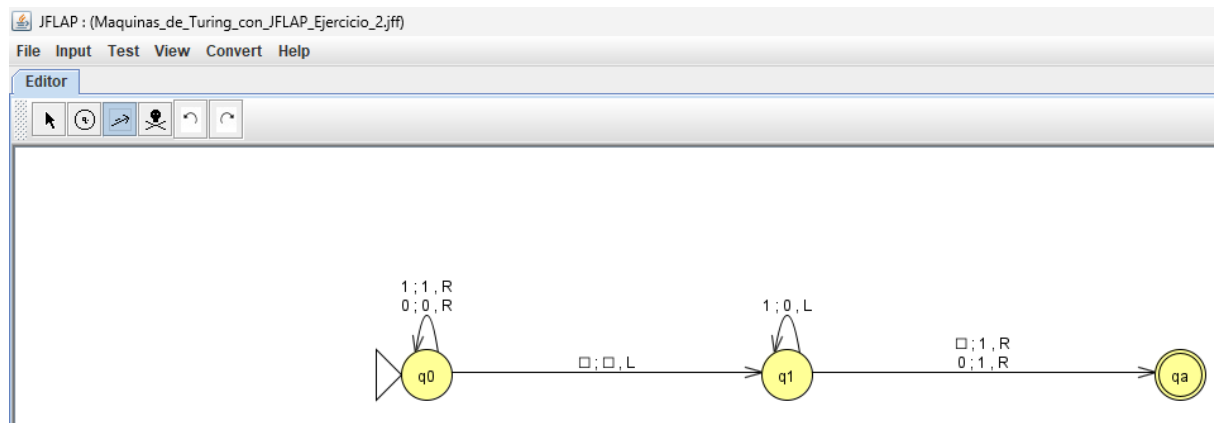 JFLAP : (Maquinas_de_Turing_con_JFLAP_Ejercicio_2.jff)
File Input Test View Convert Help
Editor
1 ; 1 , R
0 ; 0 , R
q0
□ ; □ , L
1 ; 0 , L
q1
□ ; 1 , R
0 ; 1 , R
qa